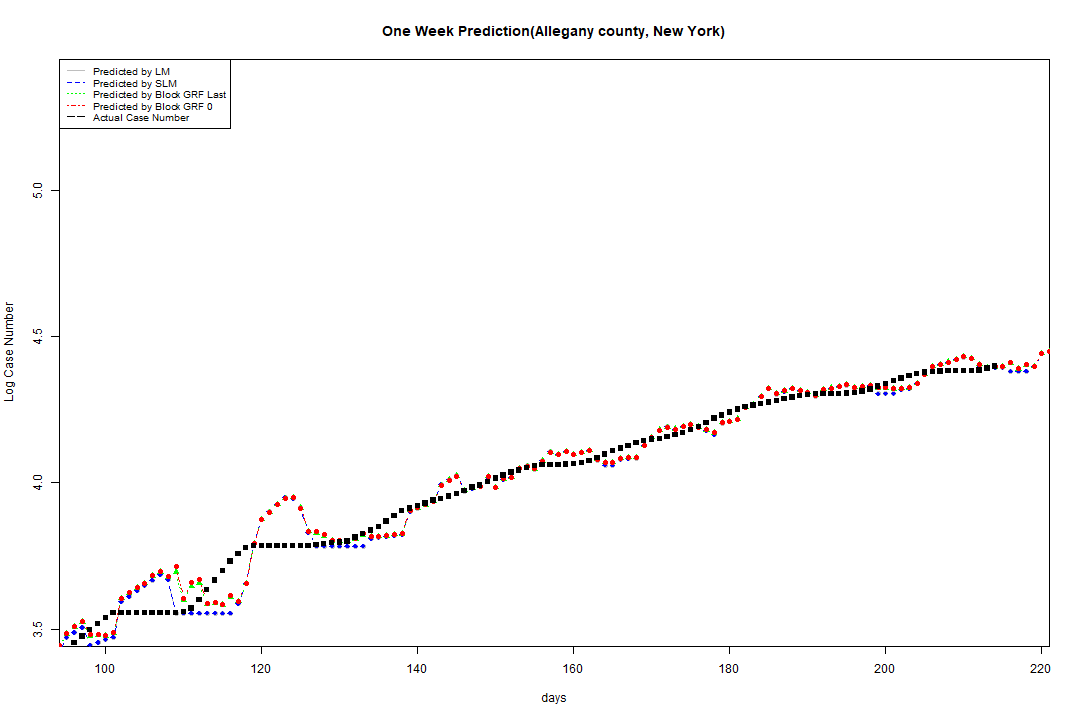 One Week Prediction(Allegany county, New York)
Predicted by LM
Predicted by SLM
Predicted by Block GRF Last
Predicted by Block GRF 0
Actual Case Number
5.0
4.5
4.0
3.5
Log Case Number
100 120 140 160 180 200 220
days